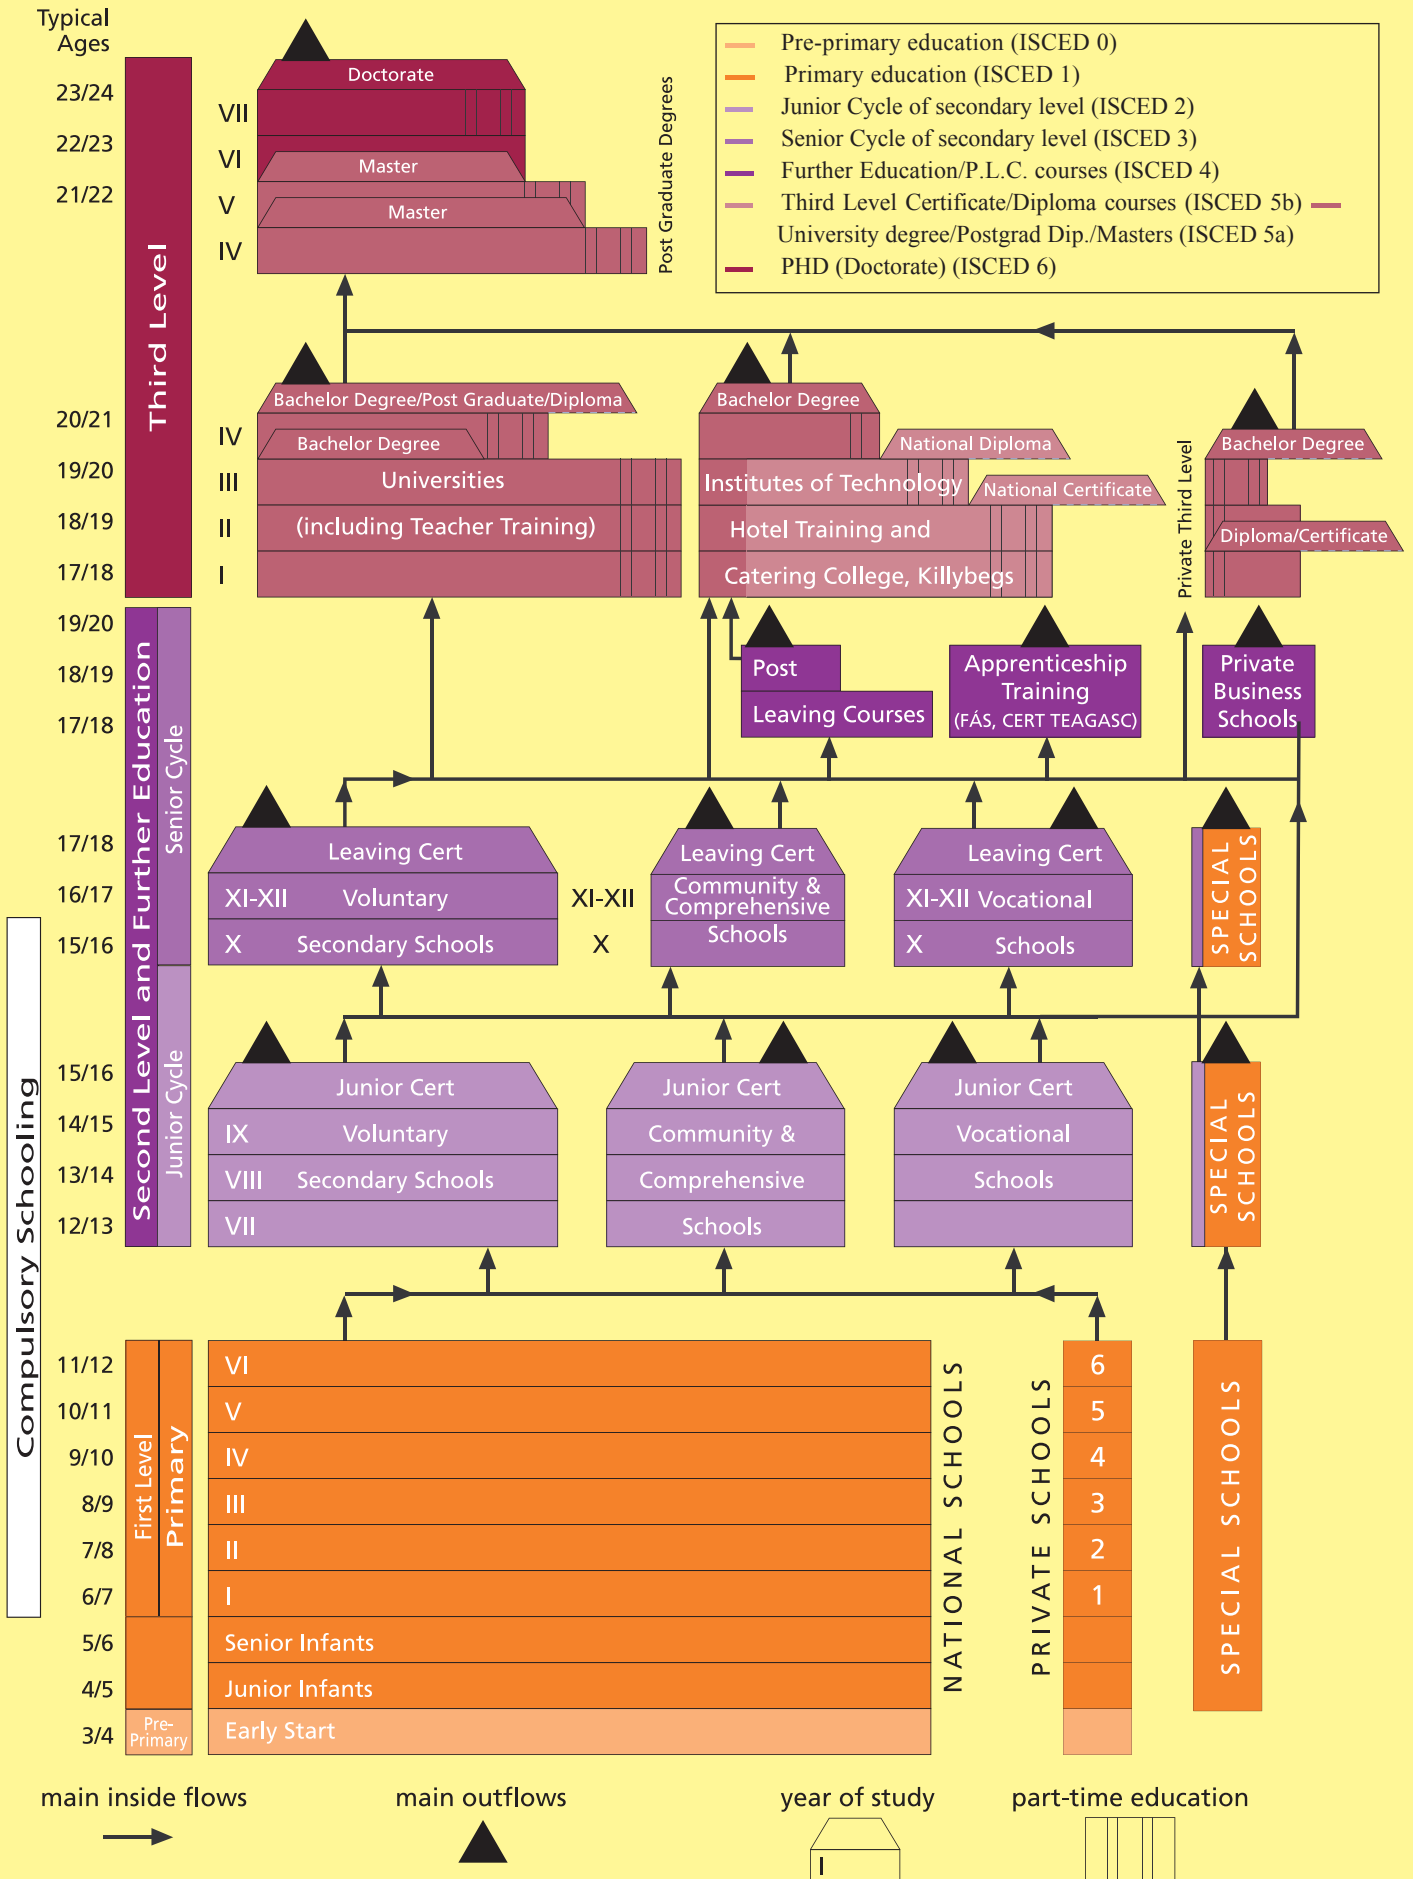 Typical
Ages
Pre-primary education (ISCED 0)
Primary education (ISCED 1)
Junior Cycle of secondary level (ISCED 2)
Senior Cycle of secondary level (ISCED 3)
Further Education/P.L.C. courses (ISCED 4)
Third Level Certificate/Diploma courses (ISCED 5b)
University degree/Postgrad Dip./Masters (ISCED 5a)
PHD (Doctorate) (ISCED 6)
Third Level
23/24
22/23
21/22
Doctorate
VII
VI
Master
V
Master
IV
Post Graduate Degrees
20/21
19/20
18/19
17/18
IV
III
II
I
Bachelor Degree/Post Graduate/Diploma
Bachelor Degree
Universities
(including Teacher Training)
Bachelor Degree
National Diploma
Institutes of Technology
National Certificate
Hotel Training and
Catering College, Killybegs
Private Third Level
Bachelor Degree
Diploma/Certificate
Second Level and Further Education
Senior Cycle
19/20
18/19
17/18
Post
Leaving Courses
Apprenticeship
Training
(FÁS, CERT TEAGASC)
Private
Business
Schools
17/18
16/17
15/16
Leaving Cert
XI-XII Voluntary
X Secondary Schools
XI-XII
X
Leaving Cert
Community &
Comprehensive
Schools
Leaving Cert
XI-XII Vocational
X Schools
SPECIAL
SCHOOLS
Compulsory Schooling
Junior Cycle
15/16
14/15
13/14
12/13
Junior Cert
IX Voluntary
VIII Secondary Schools
VII
Junior Cert
Community &
Comprehensive
Schools
Junior Cert
Vocational
Schools
SPECIAL
SCHOOLS
First Level
Primary
11/12
10/11
9/10
8/9
7/8
6/7
5/6
4/5
3/4
Pre-
Primary
VI
V
IV
III
II
I
Senior Infants
Junior Infants
Early Start
NATIONAL SCHOOLS
PRIVATE SCHOOLS
6
5
4
3
2
1
SPECIAL SCHOOLS
main inside flows
main outflows
year of study
part-time education
I